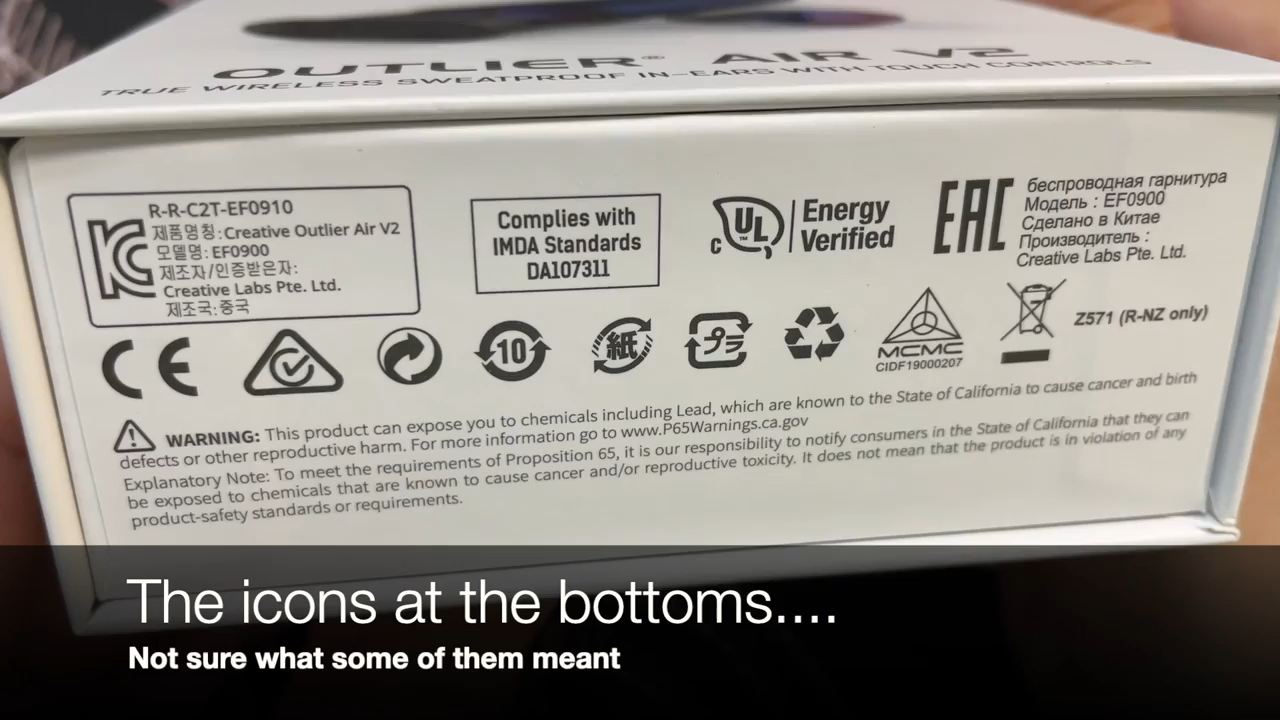 OUTLIER® AIR V2
TRUE WIRELESS SWEATPROOF IN-EARS WITH TOUCH CONTROLS
R-R-C2T-EF0910
제품명칭:Creative Outlier Air V2
모델명: EF0900
제조자/인증받은자:
Creative Labs Pte. Ltd.
제조국:중국
Complies with
IMDA Standards
DA107311
c UL ™
Energy
Verified
EAC
беспроводная гарнитура
Модель : EF0900
Сделано в Китае
Производитель :
Creative Labs Pte. Ltd.
CE
10
紙
プラ
MCMC
CIDF19000207
Z571 (R-NZ only)
WARNING: This product can expose you to chemicals including Lead, which are known to the State of California to cause cancer and birth
defects or other reproductive harm. For more information go to www.P65Warnings.ca.gov
Explanatory Note: To meet the requirements of Proposition 65, it is our responsibility to notify consumers in the State of California that they can
be exposed to chemicals that are known to cause cancer and/or reproductive toxicity. It does not mean that the product is in violation of any
product-safety standards or requirements.
The icons at the bottoms....
Not sure what some of them meant